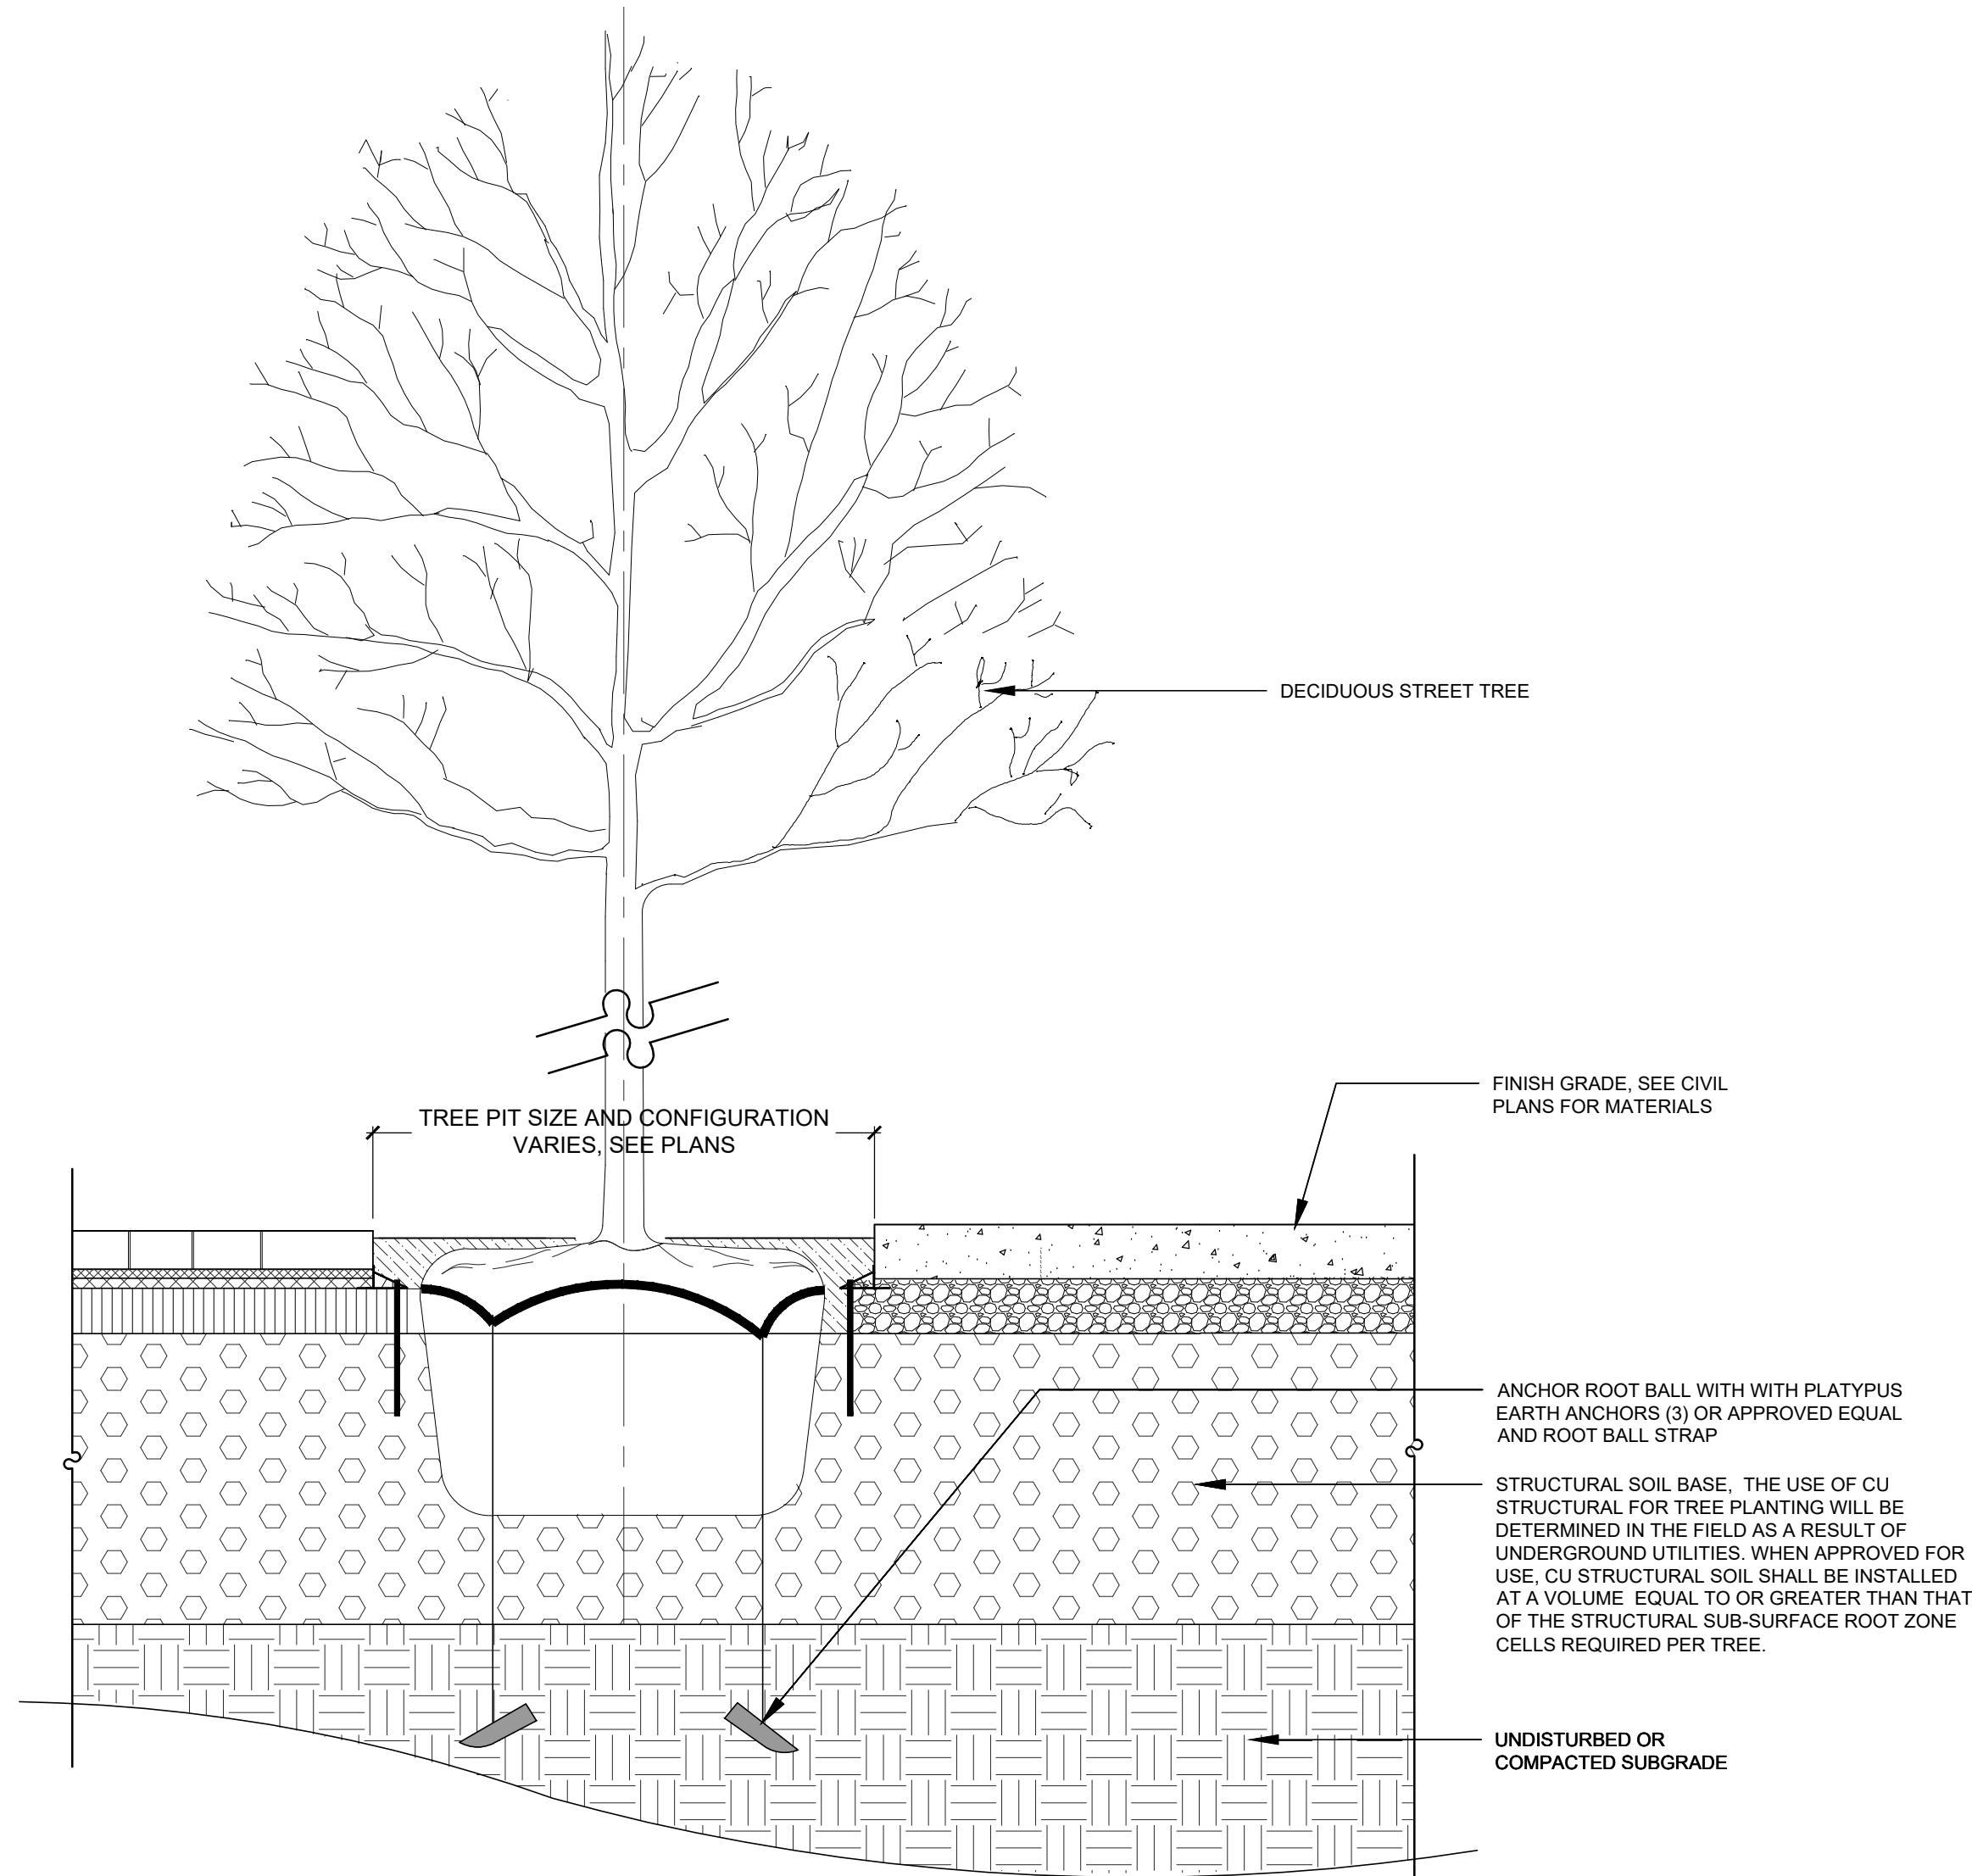 DECIDUOUS STREET TREE
FINISH GRADE, SEE CIVIL
PLANS FOR MATERIALS
TREE PIT SIZE AND CONFIGURATION
VARIES, SEE PLANS
ANCHOR ROOT BALL WITH WITH PLATYPUS
EARTH ANCHORS (3) OR APPROVED EQUAL
AND ROOT BALL STRAP
STRUCTURAL SOIL BASE, THE USE OF CU
STRUCTURAL FOR TREE PLANTING WILL BE
DETERMINED IN THE FIELD AS A RESULT OF
UNDERGROUND UTILITIES. WHEN APPROVED FOR
USE, CU STRUCTURAL SOIL SHALL BE INSTALLED
AT A VOLUME EQUAL TO OR GREATER THAN THAT
OF THE STRUCTURAL SUB-SURFACE ROOT ZONE
CELLS REQUIRED PER TREE.
UNDISTURBED OR
COMPACTED SUBGRADE